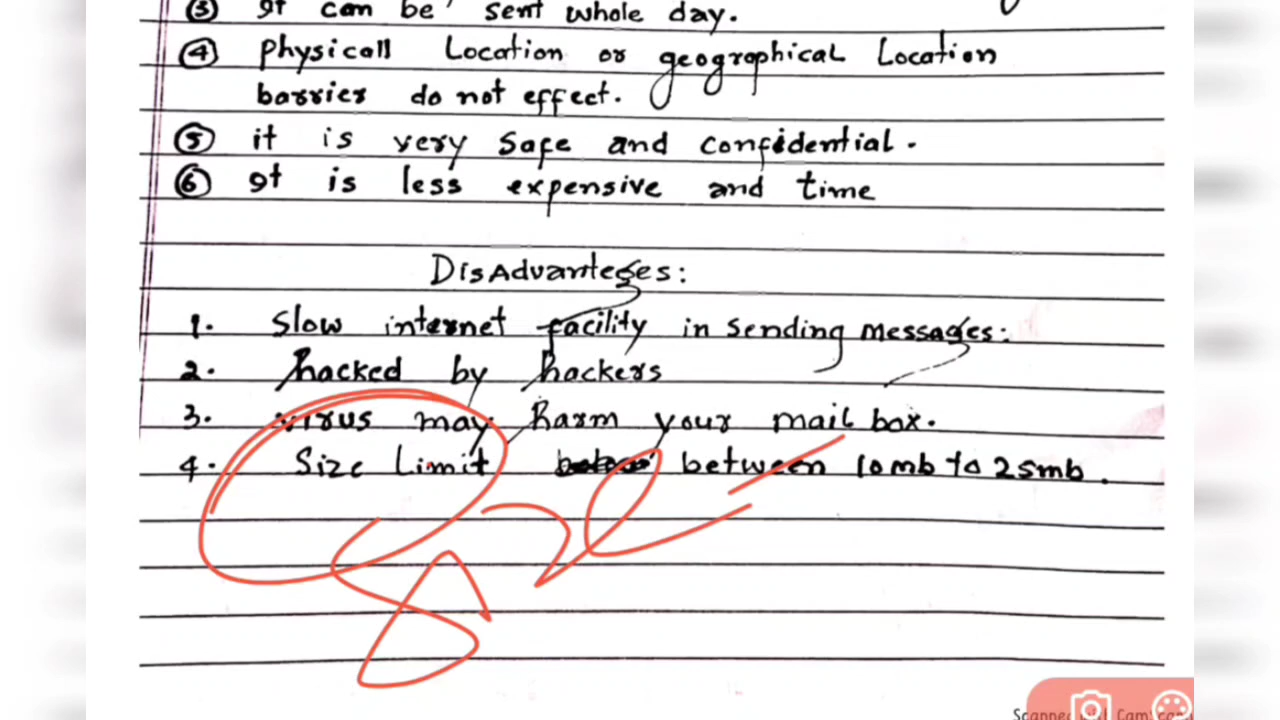 ③ It can be sent whole day.
④ physicall Location or geographical Location
barrier do not effect.
⑤ it is very safe and confidential.
⑥ It is less expensive and time
DisAdvanteges:
1. Slow internet facility in sending messages:
2. hacked by hackers
3. virus may harm your mail box.
4. Size Limit between 10mb to 25mb.
Scanned